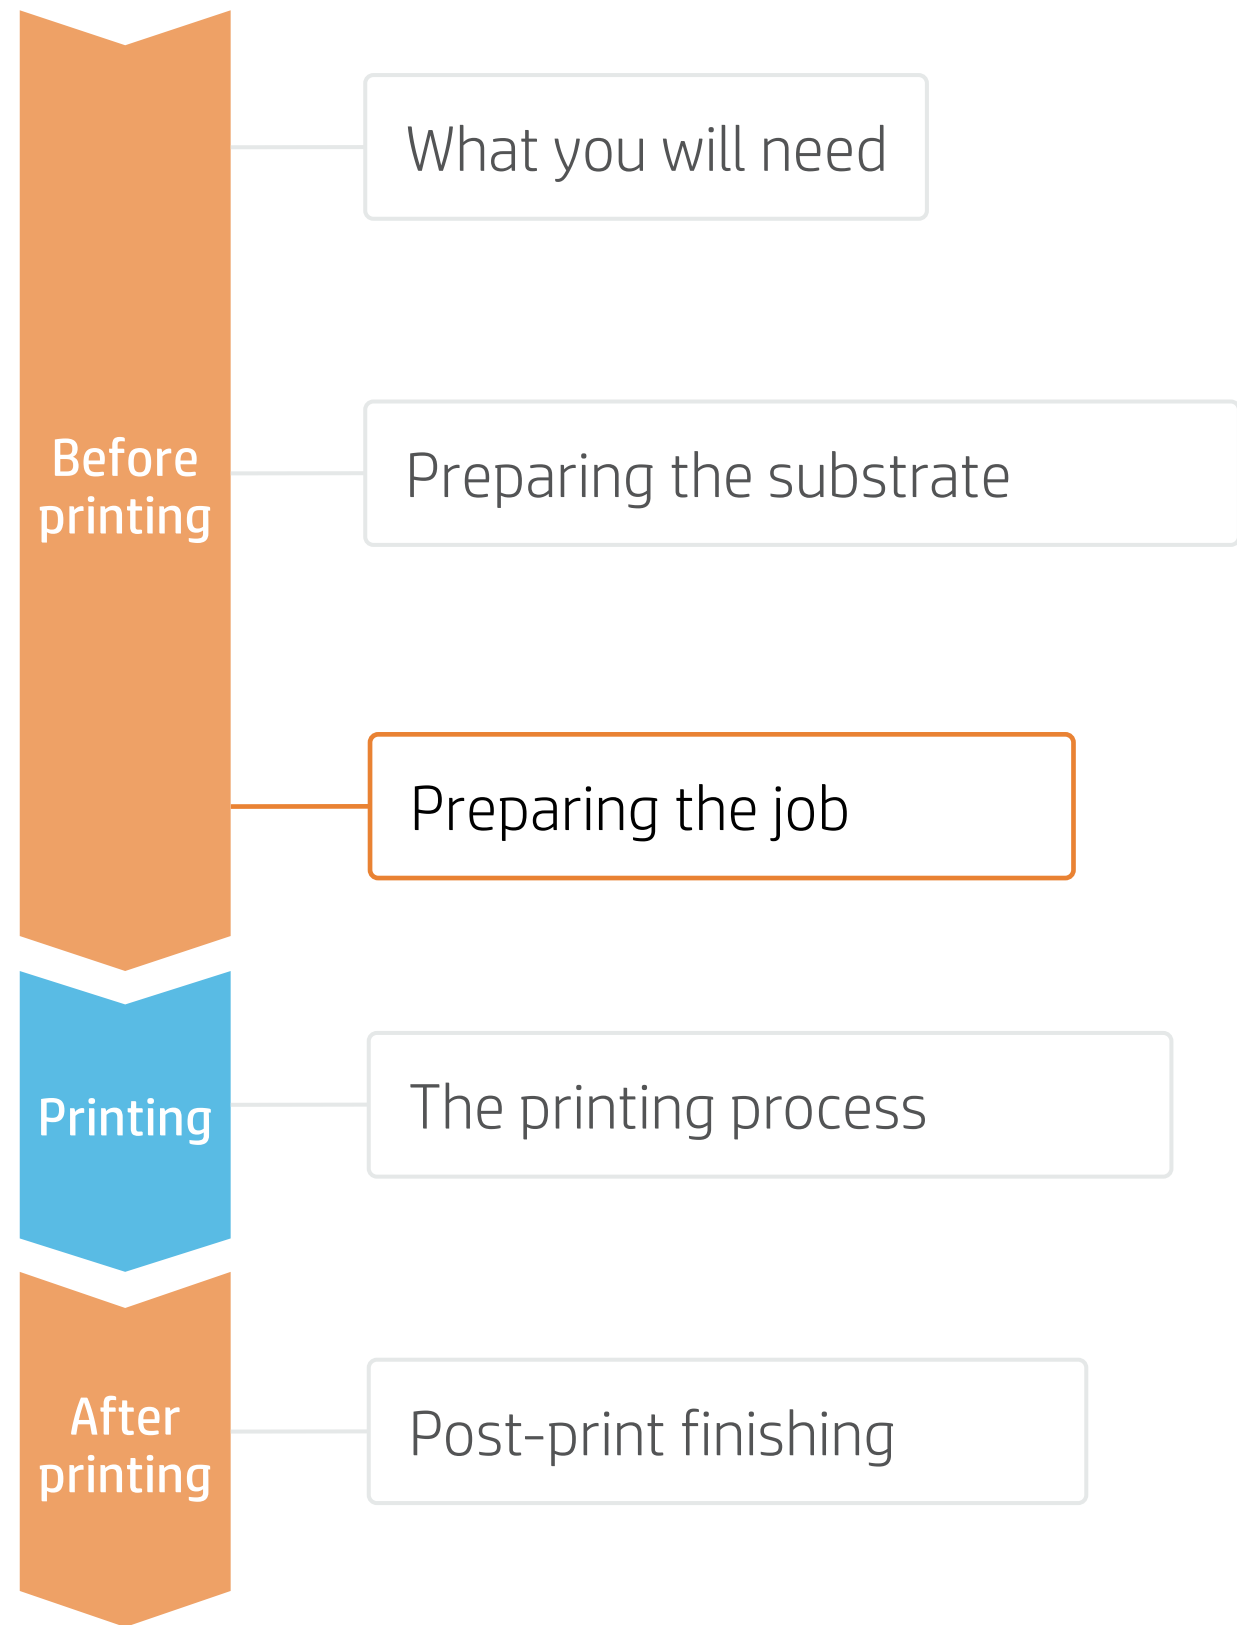 What you will need
Before
printing
Preparing the substrate
Preparing the job
Printing
The printing process
After
printing
Post-print finishing